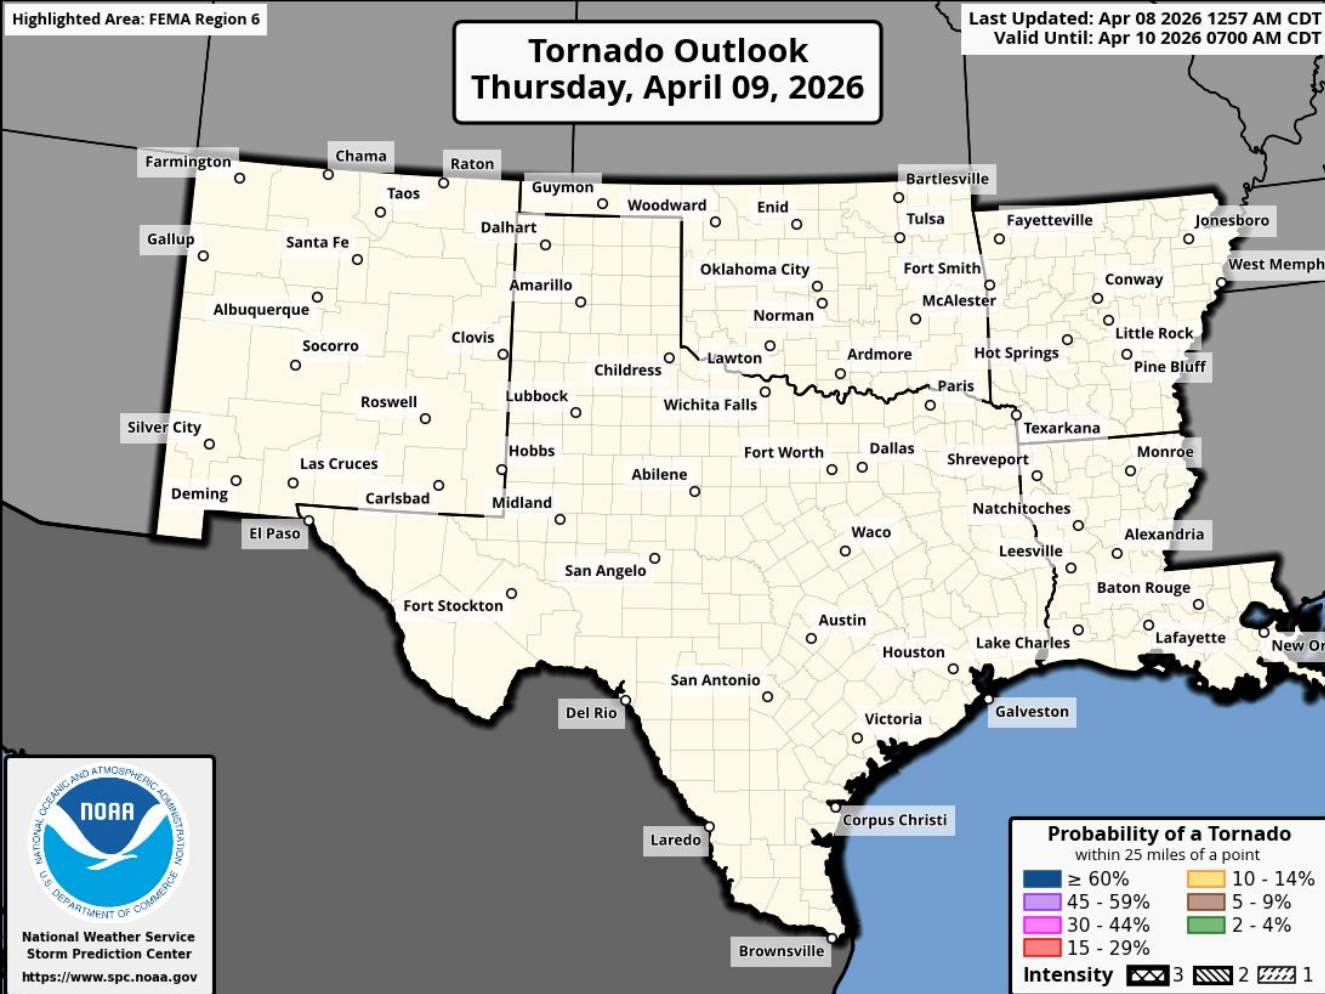 Highlighted Area: FEMA Region 6
Last Updated: Apr 08 2026 1257 AM CDT
Valid Until: Apr 10 2026 0700 AM CDT
Tornado Outlook
Thursday, April 09, 2026
Farmington
Chama
Raton
Taos
Guymon
Woodward
Enid
Bartlesville
Tulsa
Fayetteville
Jonesboro
Gallup
Santa Fe
Dalhart
Amarillo
Oklahoma City
Fort Smith
West Memph
Conway
Albuquerque
Norman
McAlester
Socorro
Clovis
Childress
Lawton
Ardmore
Hot Springs
Little Rock
Pine Bluff
Roswell
Lubbock
Wichita Falls
Paris
Texarkana
Silver City
Las Cruces
Hobbs
Abilene
Fort Worth
Dallas
Shreveport
Monroe
Deming
Carlsbad
Midland
Natchitoches
El Paso
Waco
Leesville
Alexandria
San Angelo
Fort Stockton
Baton Rouge
Austin
Houston
Lake Charles
Lafayette
New Or
San Antonio
Del Rio
Victoria
Galveston
Laredo
Corpus Christi
Brownsville
NATIONAL OCEANIC AND ATMOSPHERIC ADMINISTRATION
NOAA
U.S. DEPARTMENT OF COMMERCE
National Weather Service
Storm Prediction Center
https://www.spc.noaa.gov
Probability of a Tornado
within 25 miles of a point
≥ 60% 10 - 14%
45 - 59% 5 - 9%
30 - 44% 2 - 4%
15 - 29%
Intensity 3 2 1